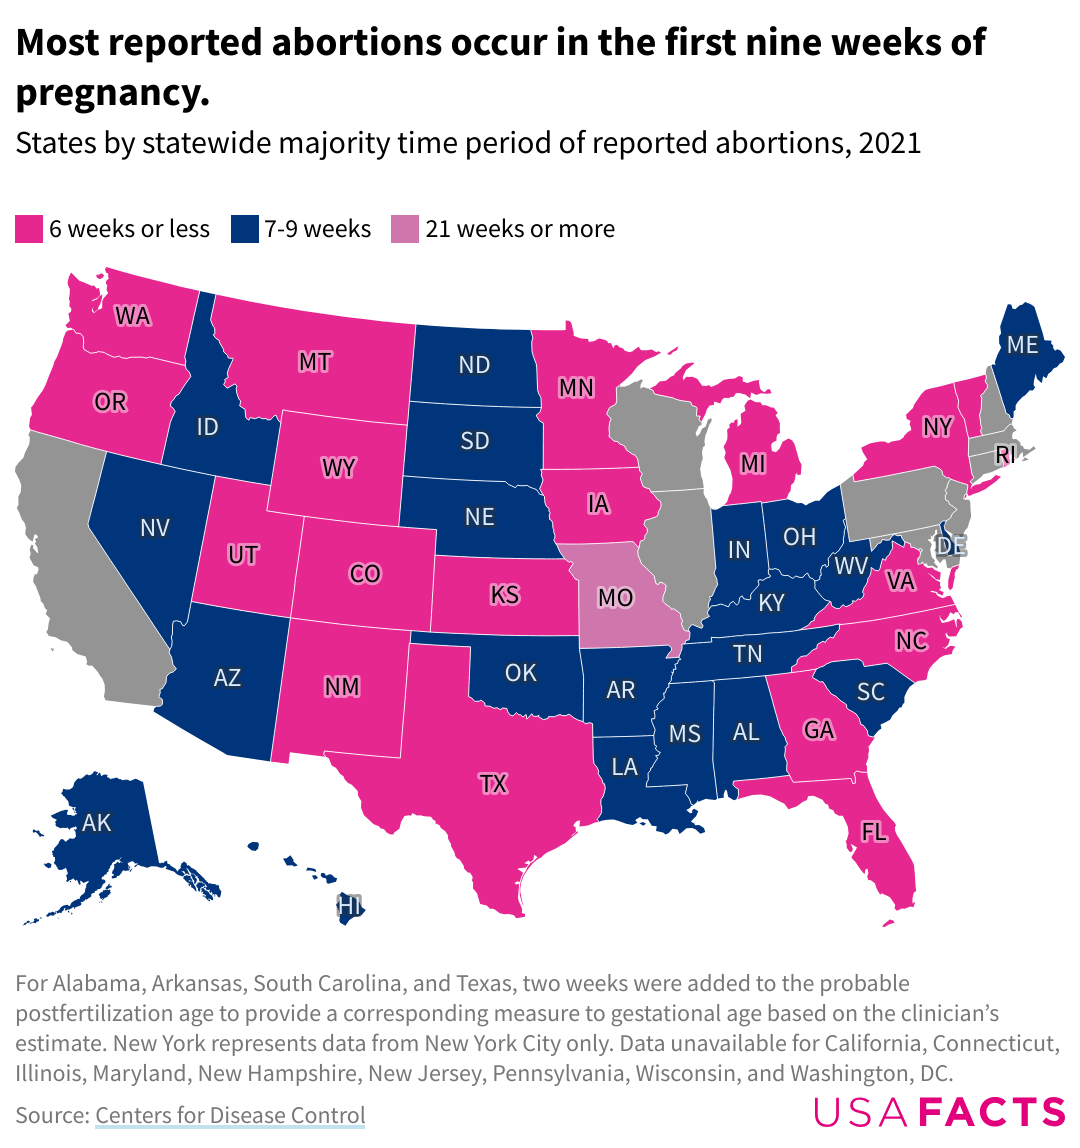 Most reported abortions occur in the first nine weeks of
pregnancy.
States by statewide majority time period of reported abortions, 2021
6 weeks or less 7-9 weeks 21 weeks or more
WA
MT
ND
MN
ME
OR
ID
SD
WY
MI
NY
RI
NV
UT
CO
NE
IA
IN
OH
DE
WV
VA
KS
MO
KY
NC
AZ
NM
OK
AR
TN
SC
MS
AL
GA
LA
TX
AK
FL
HI
For Alabama, Arkansas, South Carolina, and Texas, two weeks were added to the probable
postfertilization age to provide a corresponding measure to gestational age based on the clinician’s
estimate. New York represents data from New York City only. Data unavailable for California, Connecticut,
Illinois, Maryland, New Hampshire, New Jersey, Pennsylvania, Wisconsin, and Washington, DC.
Source: Centers for Disease Control
USAFACTS